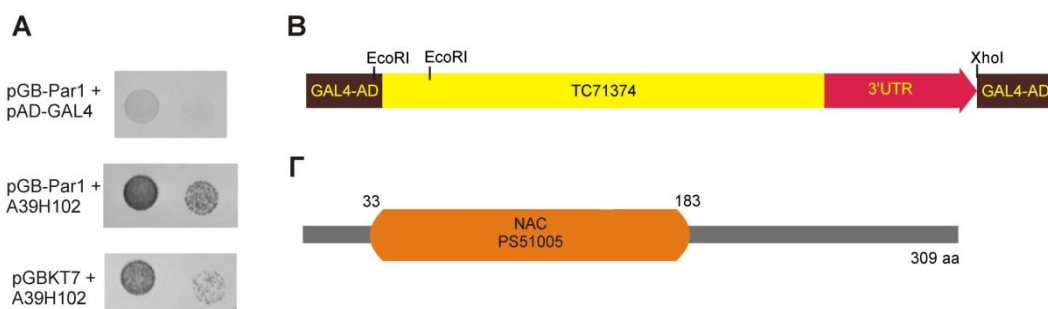 A
pGB-Par1 +
pAD-GAL4
pGB-Par1 +
A39H102
pGBKT7 +
A39H102
B
EcoRI EcoRI XhoI
GAL4-AD TC71374 3'UTR GAL4-AD
Γ
33 183
NAC
PS51005
309 aa